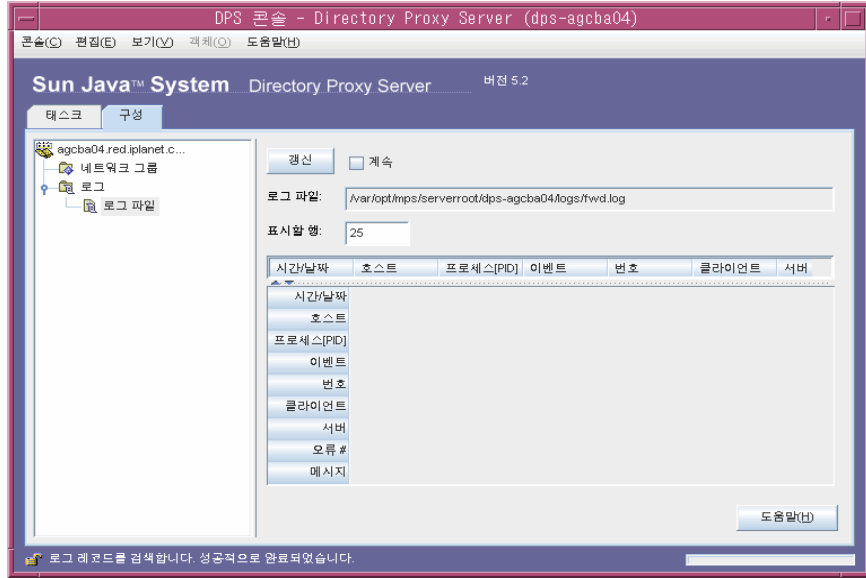 DPS 콘솔 - Directory Proxy Server (dps-agcba04)
콘솔(C) 편집(E) 보기(V) 객체(O) 도움말(H)
Sun Java™ System Directory Proxy Server 버전 5.2
태스크 구성
agcba04.red.iplanet.c...
네트워크 그룹
로그
로그 파일
갱신 계속
로그 파일: /var/opt/mps/serverroot/dps-agcba04/logs/fwd.log
표시할 행: 25
시간/날짜 호스트 프로세스[PID] 이벤트 번호 클라이언트 서버
시간/날짜
호스트
프로세스[PID]
이벤트
번호
클라이언트
서버
오류 #
메시지
도움말(H)
로그 레코드를 검색합니다. 성공적으로 완료되었습니다.